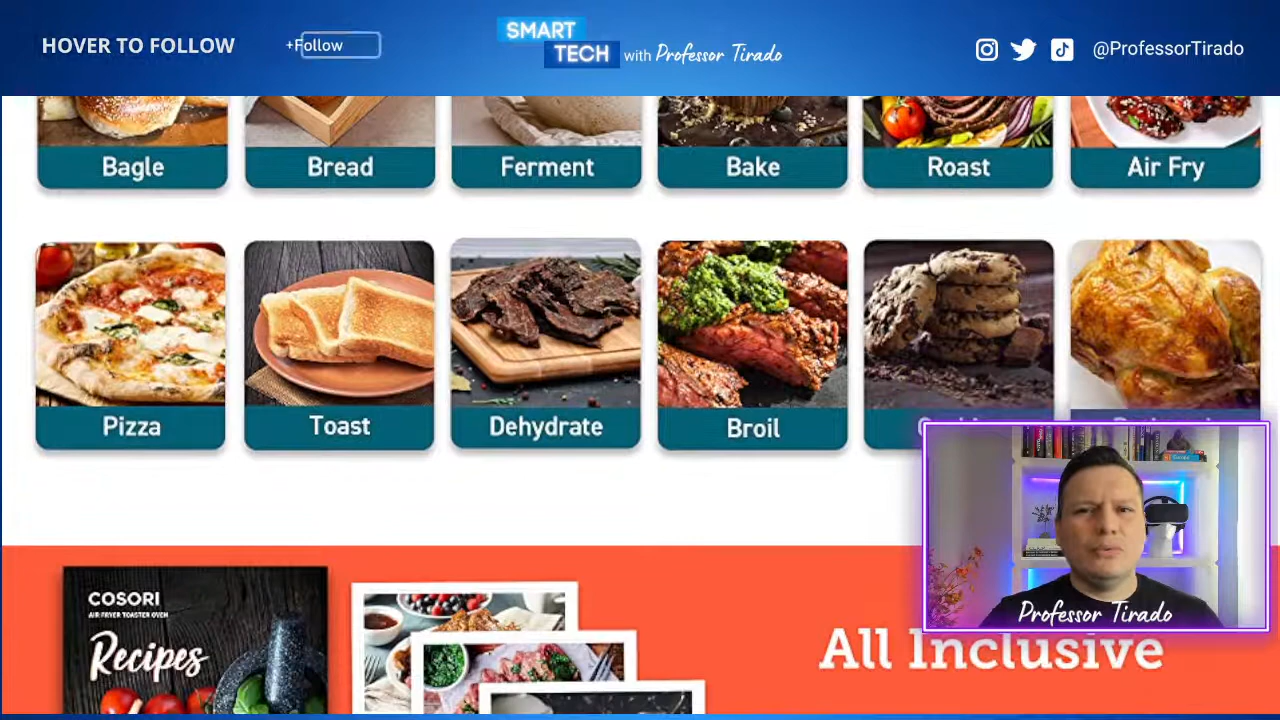 HOVER TO FOLLOW
+Follow
SMART
TECH with Professor Tirado
@ProfessorTirado
Bagle
Bread
Ferment
Bake
Roast
Air Fry
Pizza
Toast
Dehydrate
Broil
COSORI
AIR FRYER TOASTER OVEN
Recipes
Professor Tirado
All Inclusive